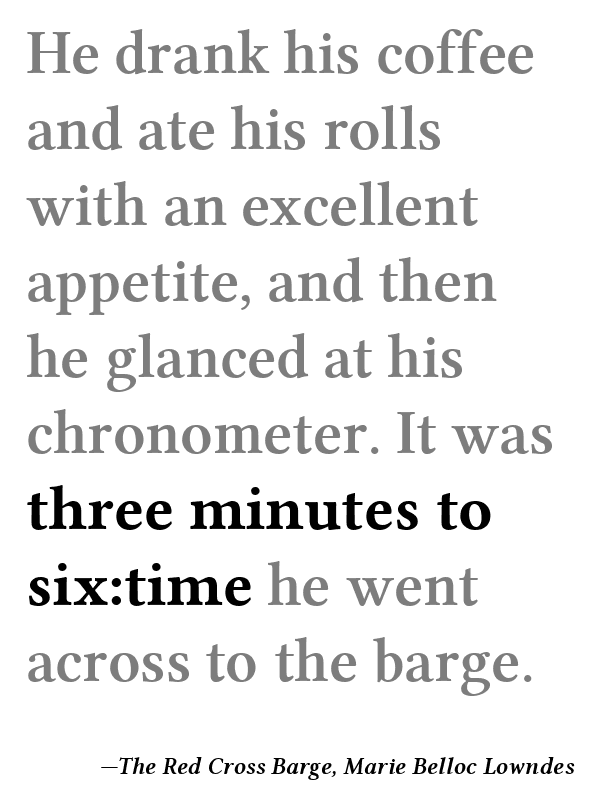 He drank his coffee
and ate his rolls
with an excellent
appetite, and then
he glanced at his
chronometer. It was
three minutes to
six:time he went
across to the barge.
—The Red Cross Barge, Marie Belloc Lowndes